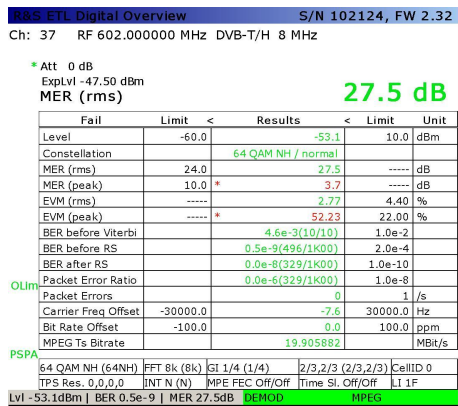 R&S ETL Digital Overview S/N 102124, FW 2.32
Ch: 37 RF 602.000000 MHz DVB-T/H 8 MHz
* Att 0 dB
ExpLvl -47.50 dBm
MER (rms) 27.5 dB
Fail Limit < Results < Limit Unit
Level -60.0 -53.1 10.0 dBm
Constellation 64 QAM NH / normal
MER (rms) 24.0 27.5 ----- dB
MER (peak) 10.0 * 3.7 ----- dB
EVM (rms) ----- 2.77 4.40 %
EVM (peak) ----- * 52.23 22.00 %
BER before Viterbi 4.6e-3(10/10) 1.0e-2
BER before RS 0.5e-9(496/1K00) 2.0e-4
BER after RS 0.0e-8(329/1K00) 1.0e-10
Packet Error Ratio 0.0e-6(329/1K00) 1.0e-8
OLim
Packet Errors 0 1 /s
Carrier Freq Offset -30000.0 -7.6 30000.0 Hz
Bit Rate Offset -100.0 0.0 100.0 ppm
MPEG Ts Bitrate 19.905882 MBit/s
PSPA
64 QAM NH (64NH) FFT 8k (8k) GI 1/4 (1/4) 2/3,2/3 (2/3,2/3) CellID 0
TPS Res. 0,0,0,0 INT N (N) MPE FEC Off/Off Time Sl. Off/Off LI 1F
Lvl -53.1dBm | BER 0.5e-9 | MER 27.5dB DEMOD MPEG